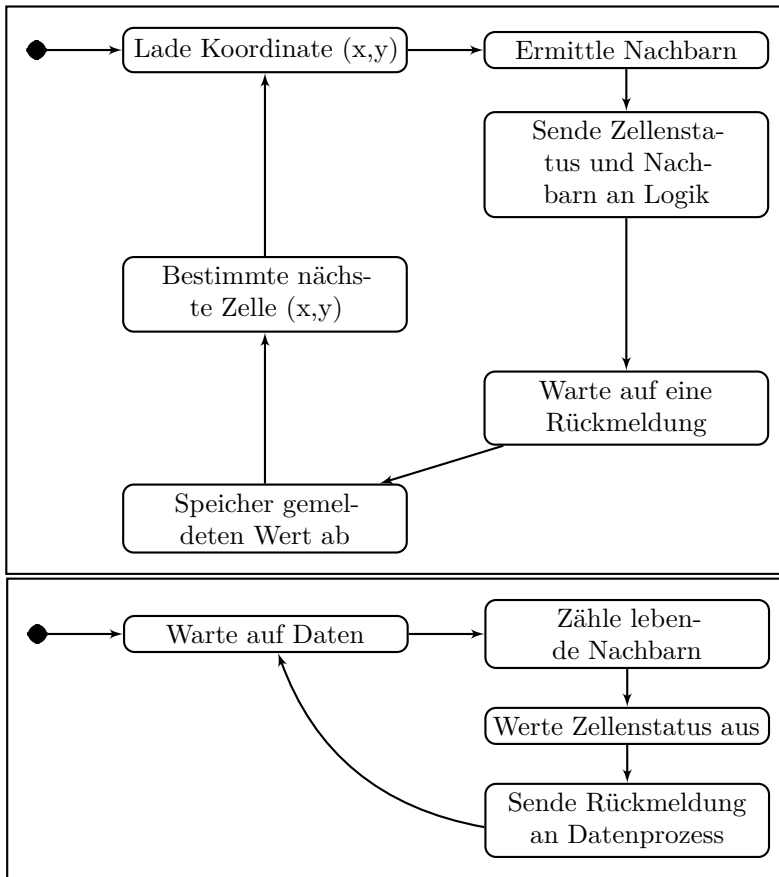 Lade Koordinate (x,y)
Ermittle Nachbarn
Sende Zellensta-
tus und Nach-
barn an Logik
Bestimmte nächs-
te Zelle (x,y)
Warte auf eine
Rückmeldung
Speicher gemel-
deten Wert ab
Warte auf Daten
Zähle leben-
de Nachbarn
Werte Zellenstatus aus
Sende Rückmeldung
an Datenprozess